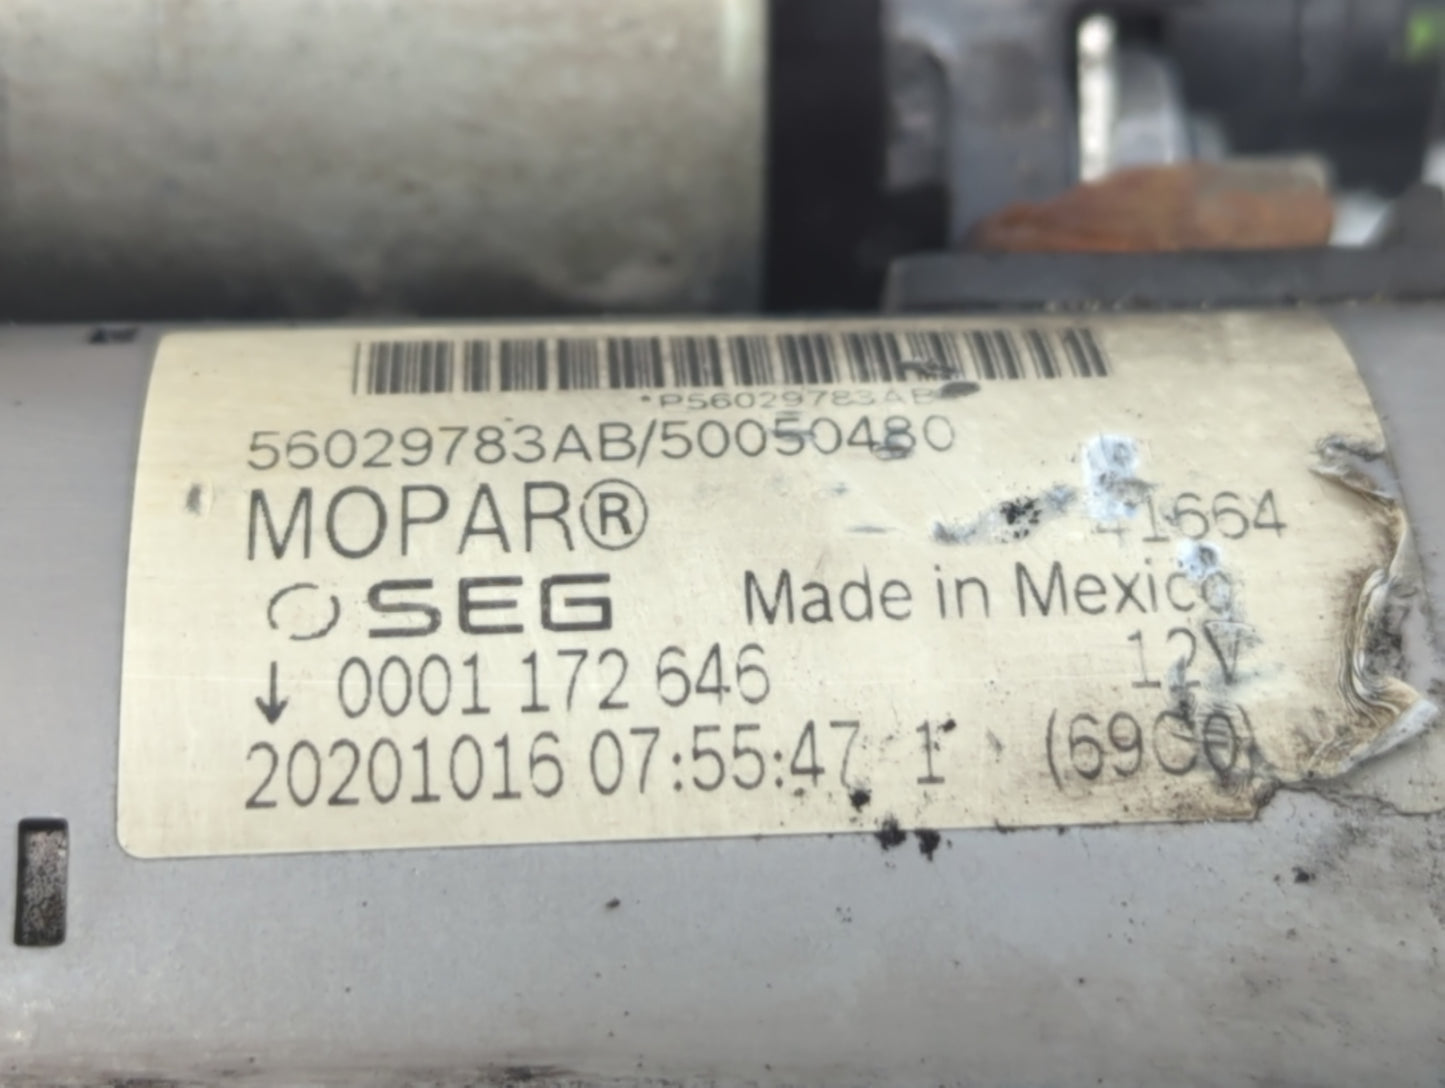 *P56029783AB*
56029783AB/50050480
MOPAR®
41664
SEG Made in Mexico
↓ 0001 172 646 12V
20201016 07:55:47 1 (69C0)